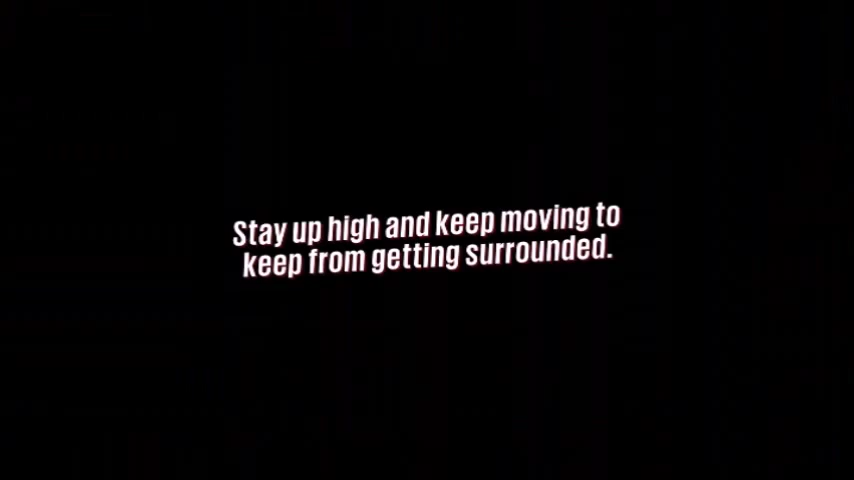 Stay up high and keep moving to
keep from getting surrounded.